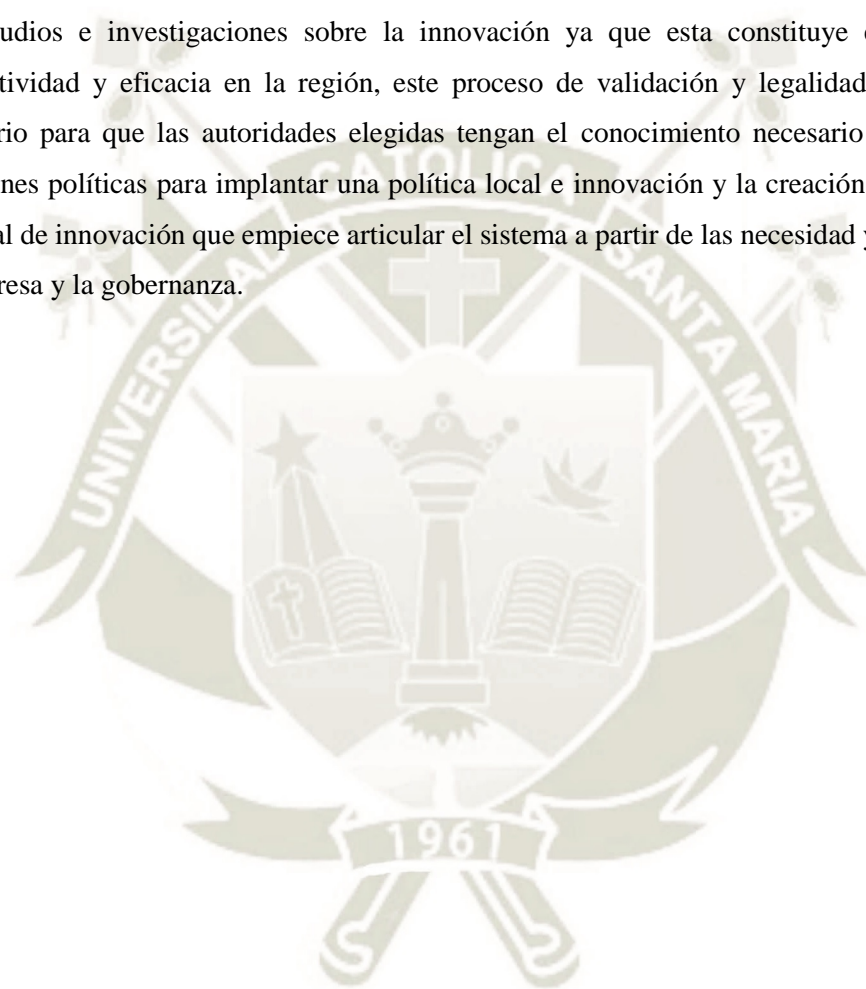 udios e investigaciones sobre la innovación ya que esta constituye
tividad y eficacia en la región, este proceso de validación y legalidad
rio para que las autoridades elegidas tengan el conocimiento necesario
nes políticas para implantar una política local e innovación y la creación
al de innovación que empiece articular el sistema a partir de las necesidad y
resa y la gobernanza.
UNIVERSIDAD CATOLICA SANTA MARIA
1961